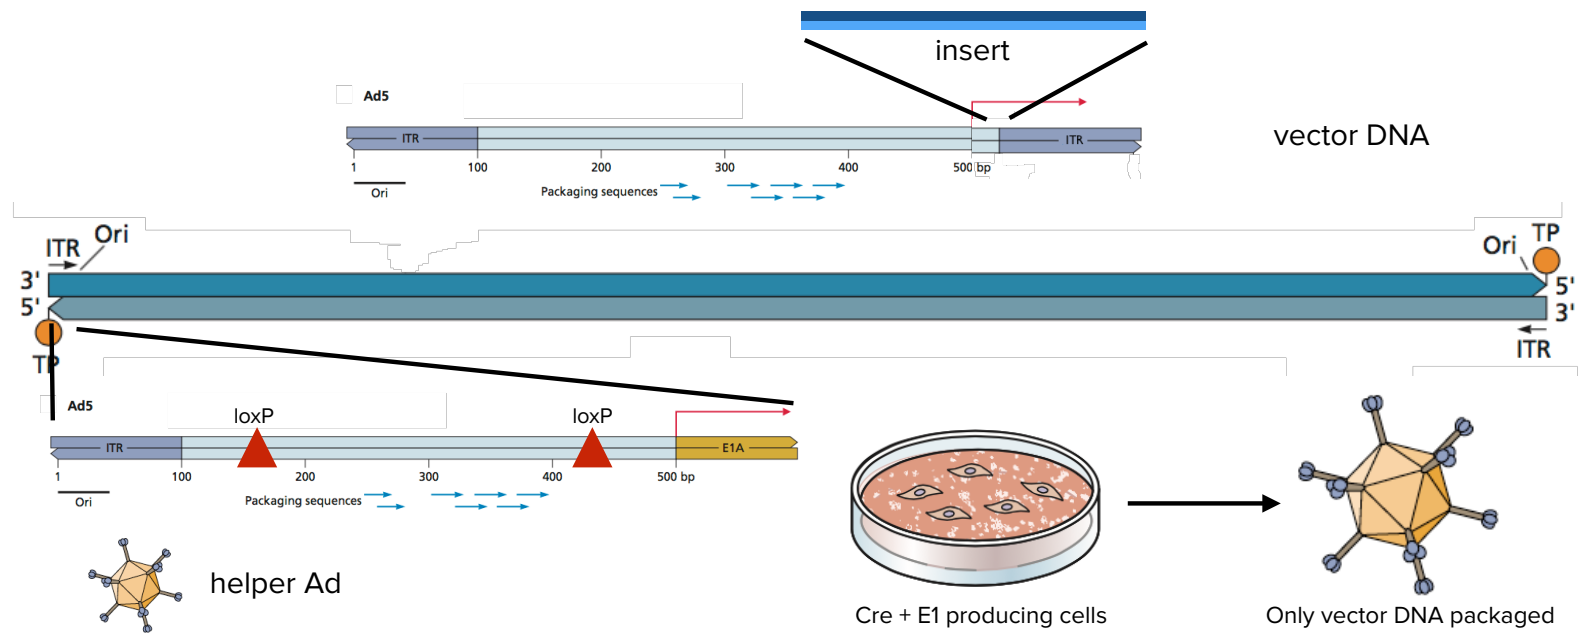 insert
Ad5
ITR
ITR
vector DNA
1 100 200 300 400 500 bp
Ori
Packaging sequences
ITR
Ori
Ori
TP
3'
5'
5'
3'
TP
ITR
Ad5
loxP
loxP
ITR
E1A
1 100 200 300 400 500 bp
Ori
Packaging sequences
helper Ad
Cre + E1 producing cells
Only vector DNA packaged